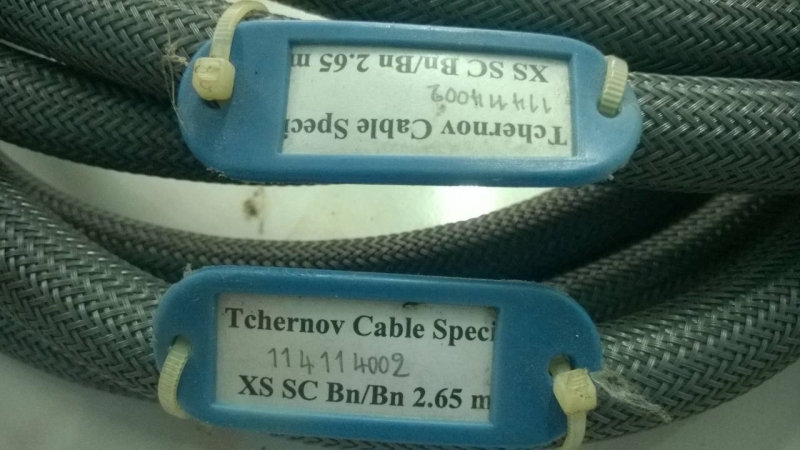 XS SC Bn/Bn 2.65 m
114114002
Tchernov Cable Speci
Tchernov Cable Speci
114114002
XS SC Bn/Bn 2.65 m